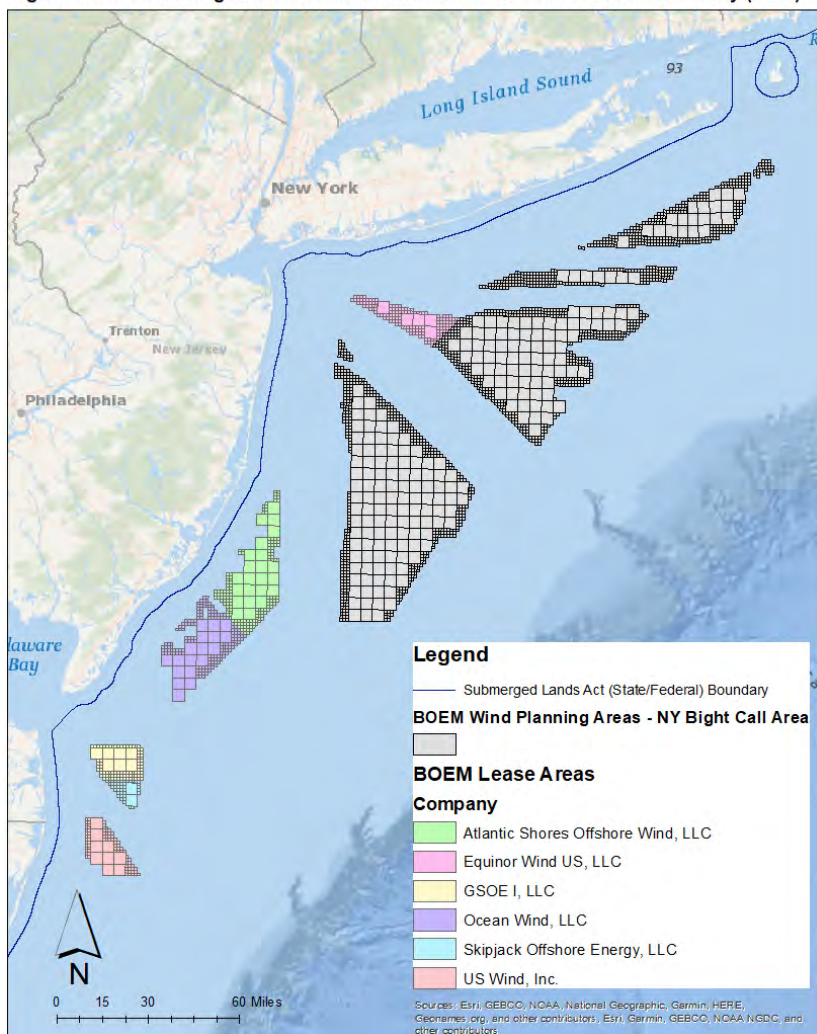 93
Long Island Sound
New York
Trenton
New Jersey
Philadelphia
laware
Bay
Legend
Submerged Lands Act (State/Federal) Boundary
BOEM Wind Planning Areas - NY Bight Call Area
BOEM Lease Areas
Company
Atlantic Shores Offshore Wind, LLC
Equinor Wind US, LLC
GSOE I, LLC
Ocean Wind, LLC
Skipjack Offshore Energy, LLC
US Wind, Inc.
N
0 15 30 60 Miles
Sources: Esri, GEBCO, NOAA, National Geographic, Garmin, HERE,
Geonames.org, and other contributors, Esri, Garmin, GEBCO, NOAA NGDC, and
other contributors